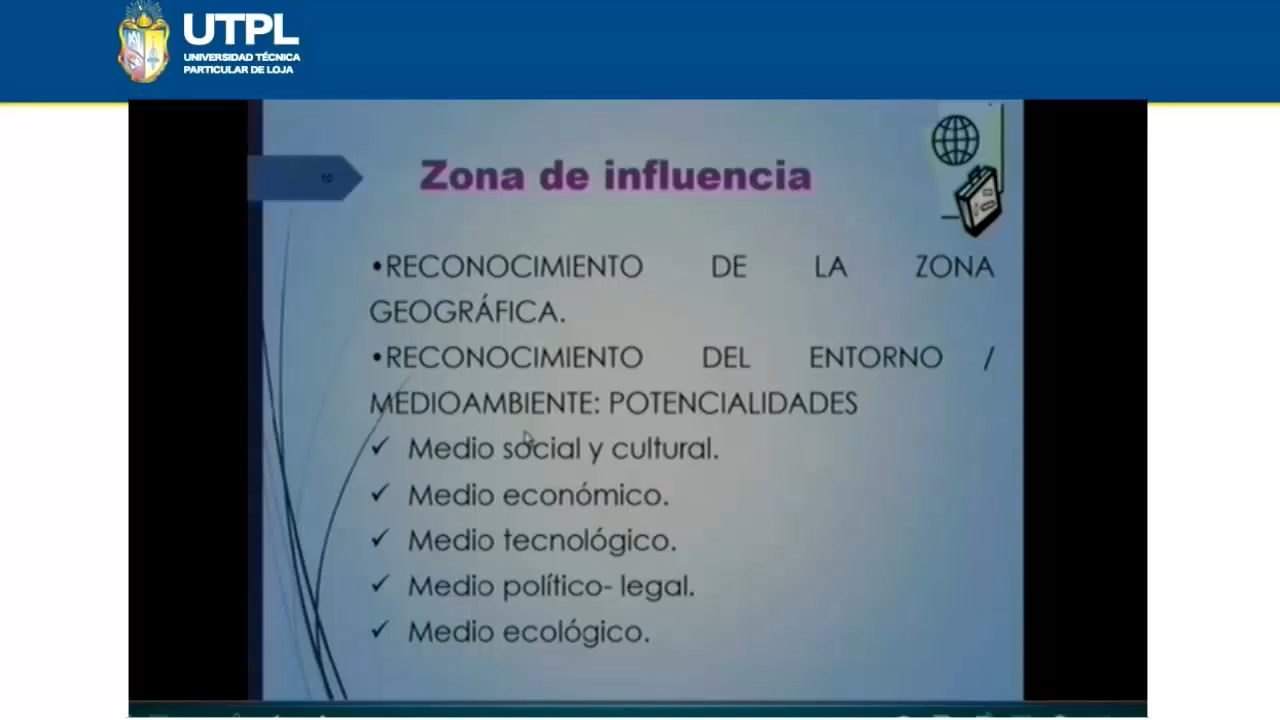 UTPL
UNIVERSIDAD TÉCNICA
PARTICULAR DE LOJA
10
Zona de influencia
•RECONOCIMIENTO DE LA ZONA
GEOGRÁFICA.
•RECONOCIMIENTO DEL ENTORNO /
MEDIOAMBIENTE: POTENCIALIDADES
✓ Medio social y cultural.
✓ Medio económico.
✓ Medio tecnológico.
✓ Medio político- legal.
✓ Medio ecológico.